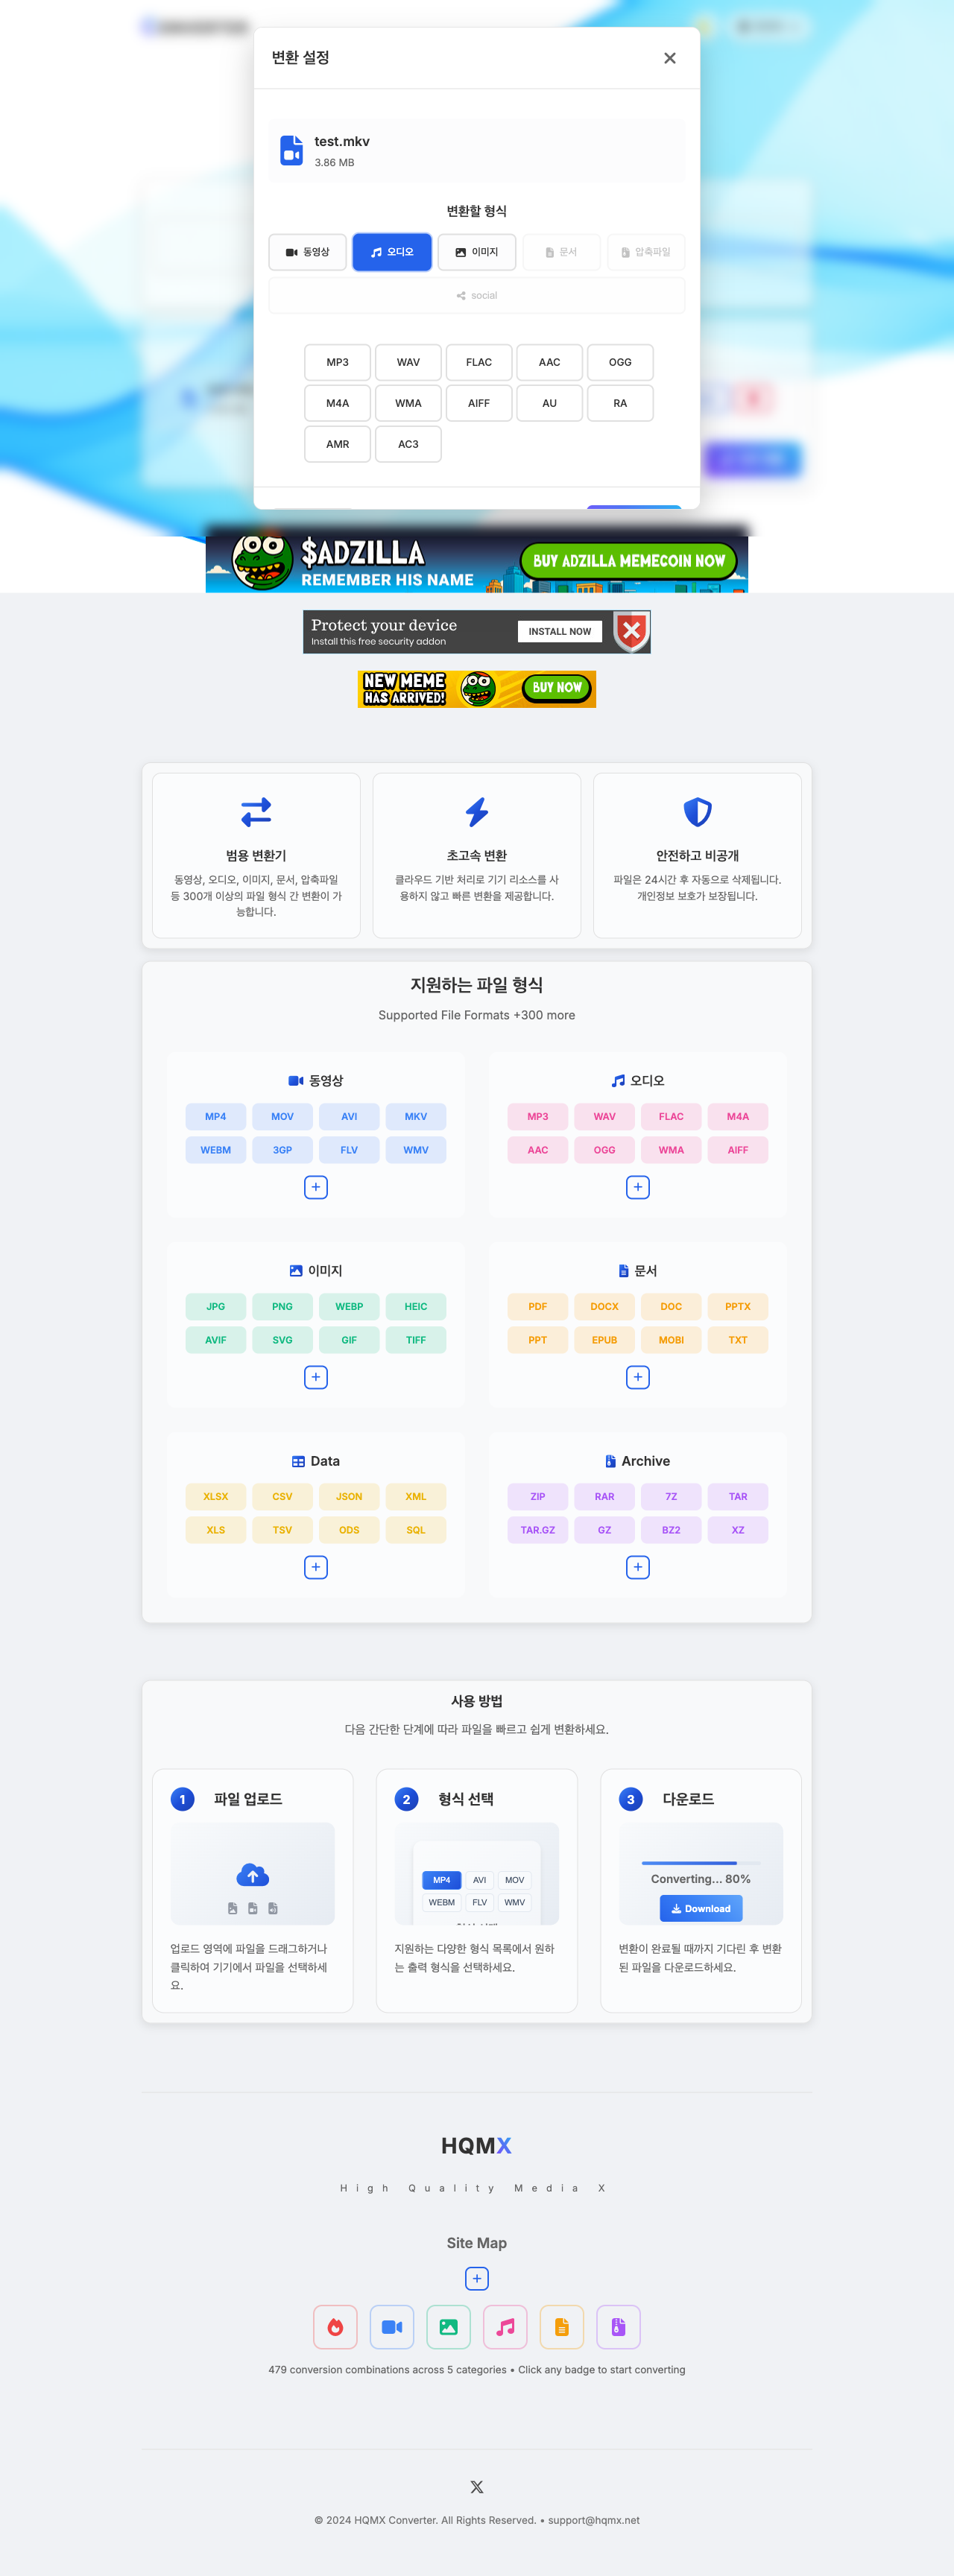 변환 설정
test.mkv
3.86 MB
변환할 형식
동영상
오디오
이미지
문서
압축파일
social
MP3 WAV FLAC AAC OGG
M4A WMA AIFF AU RA
AMR AC3
$ADZILLA
REMEMBER HIS NAME
BUY ADZILLA MEMECOIN NOW
Protect your device
Install this free security addon
INSTALL NOW
NEW MEME
HAS ARRIVED!
BUY NOW
범용 변환기
동영상, 오디오, 이미지, 문서, 압축파일
등 300개 이상의 파일 형식 간 변환이 가
능합니다.
초고속 변환
클라우드 기반 처리로 기기 리소스를 사
용하지 않고 빠른 변환을 제공합니다.
안전하고 비공개
파일은 24시간 후 자동으로 삭제됩니다.
개인정보 보호가 보장됩니다.
지원하는 파일 형식
Supported File Formats +300 more
동영상
MP4 MOV AVI MKV
WEBM 3GP FLV WMV
오디오
MP3 WAV FLAC M4A
AAC OGG WMA AIFF
이미지
JPG PNG WEBP HEIC
AVIF SVG GIF TIFF
문서
PDF DOCX DOC PPTX
PPT EPUB MOBI TXT
Data
XLSX CSV JSON XML
XLS TSV ODS SQL
Archive
ZIP RAR 7Z TAR
TAR.GZ GZ BZ2 XZ
사용 방법
다음 간단한 단계에 따라 파일을 빠르고 쉽게 변환하세요.
1 파일 업로드
업로드 영역에 파일을 드래그하거나
클릭하여 기기에서 파일을 선택하세
요.
2 형식 선택
MP4 AVI MOV
WEBM FLV WMV
지원하는 다양한 형식 목록에서 원하
는 출력 형식을 선택하세요.
3 다운로드
Converting... 80%
Download
변환이 완료될 때까지 기다린 후 변환
된 파일을 다운로드하세요.
HQMX
High Quality Media X
Site Map
479 conversion combinations across 5 categories • Click any badge to start converting
© 2024 HQMX Converter. All Rights Reserved. • support@hqmx.net